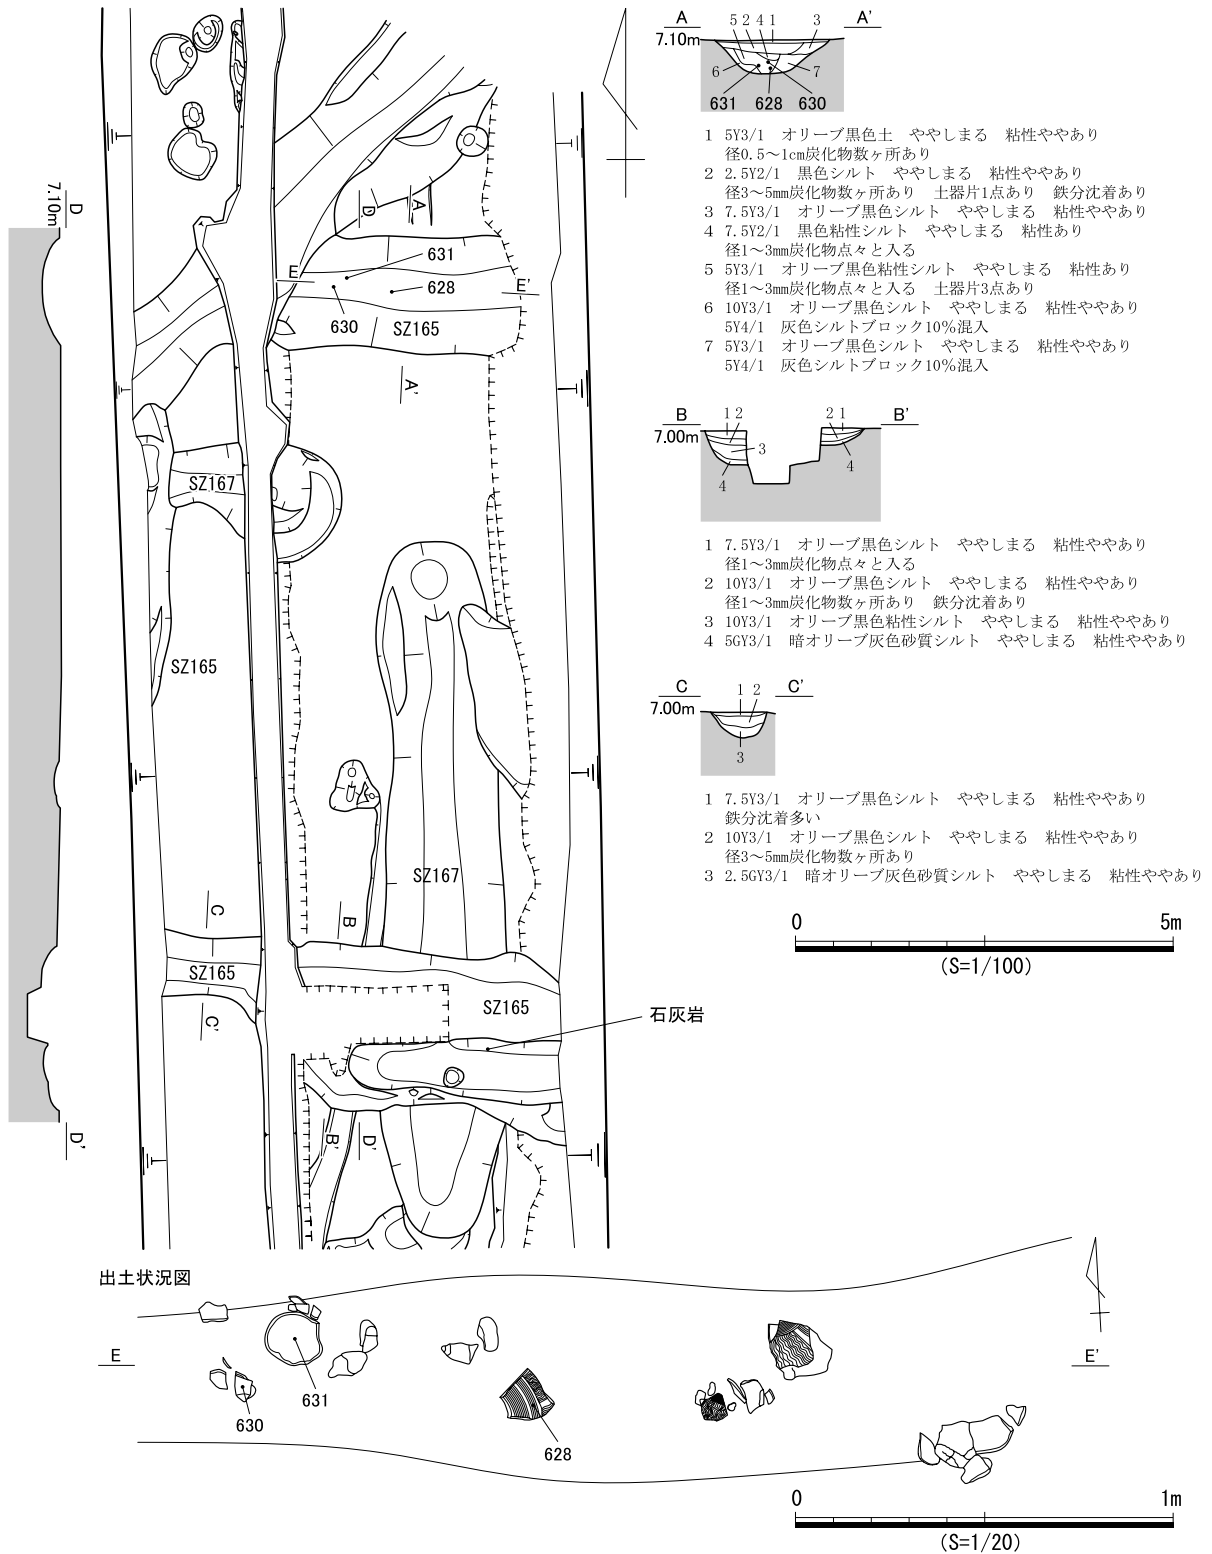 A
A'
7.10m
5 2 4 1
3
6
7
631 628 630
1 5Y3/1 オリーブ黒色土 ややしまる 粘性ややあり
径0.5～1cm炭化物数ヶ所あり
2 2.5Y2/1 黒色シルト ややしまる 粘性ややあり
径3～5mm炭化物数ヶ所あり 土器片1点あり 鉄分沈着あり
3 7.5Y3/1 オリーブ黒色シルト ややしまる 粘性ややあり
4 7.5Y2/1 黒色粘性シルト ややしまる 粘性あり
径1～3mm炭化物点々と入る
5 5Y3/1 オリーブ黒色粘性シルト ややしまる 粘性あり
径1～3mm炭化物点々と入る 土器片3点あり
6 10Y3/1 オリーブ黒色シルト ややしまる 粘性ややあり
5Y4/1 灰色シルトブロック10%混入
7 5Y3/1 オリーブ黒色シルト ややしまる 粘性ややあり
5Y4/1 灰色シルトブロック10%混入
B
B'
7.00m
1 2
2 1
3
4
4
1 7.5Y3/1 オリーブ黒色シルト ややしまる 粘性ややあり
径1～3mm炭化物点々と入る
2 10Y3/1 オリーブ黒色シルト ややしまる 粘性ややあり
径1～3mm炭化物数ヶ所あり 鉄分沈着あり
3 10Y3/1 オリーブ黒色粘性シルト ややしまる 粘性ややあり
4 5GY3/1 暗オリーブ灰色砂質シルト ややしまる 粘性ややあり
C
C'
7.00m
1 2
3
1 7.5Y3/1 オリーブ黒色シルト ややしまる 粘性ややあり
鉄分沈着多い
2 10Y3/1 オリーブ黒色シルト ややしまる 粘性ややあり
径3～5mm炭化物数ヶ所あり
3 2.5GY3/1 暗オリーブ灰色砂質シルト ややしまる 粘性ややあり
0
5m
(S=1/100)
D
7.10m
D'
D
A
E
E'
631
628
630
SZ165
A'
SZ167
SZ165
SZ167
C
B
SZ165
C'
SZ165
石灰岩
B'
D'
出土状況図
E
E'
631
630
628
0
1m
(S=1/20)